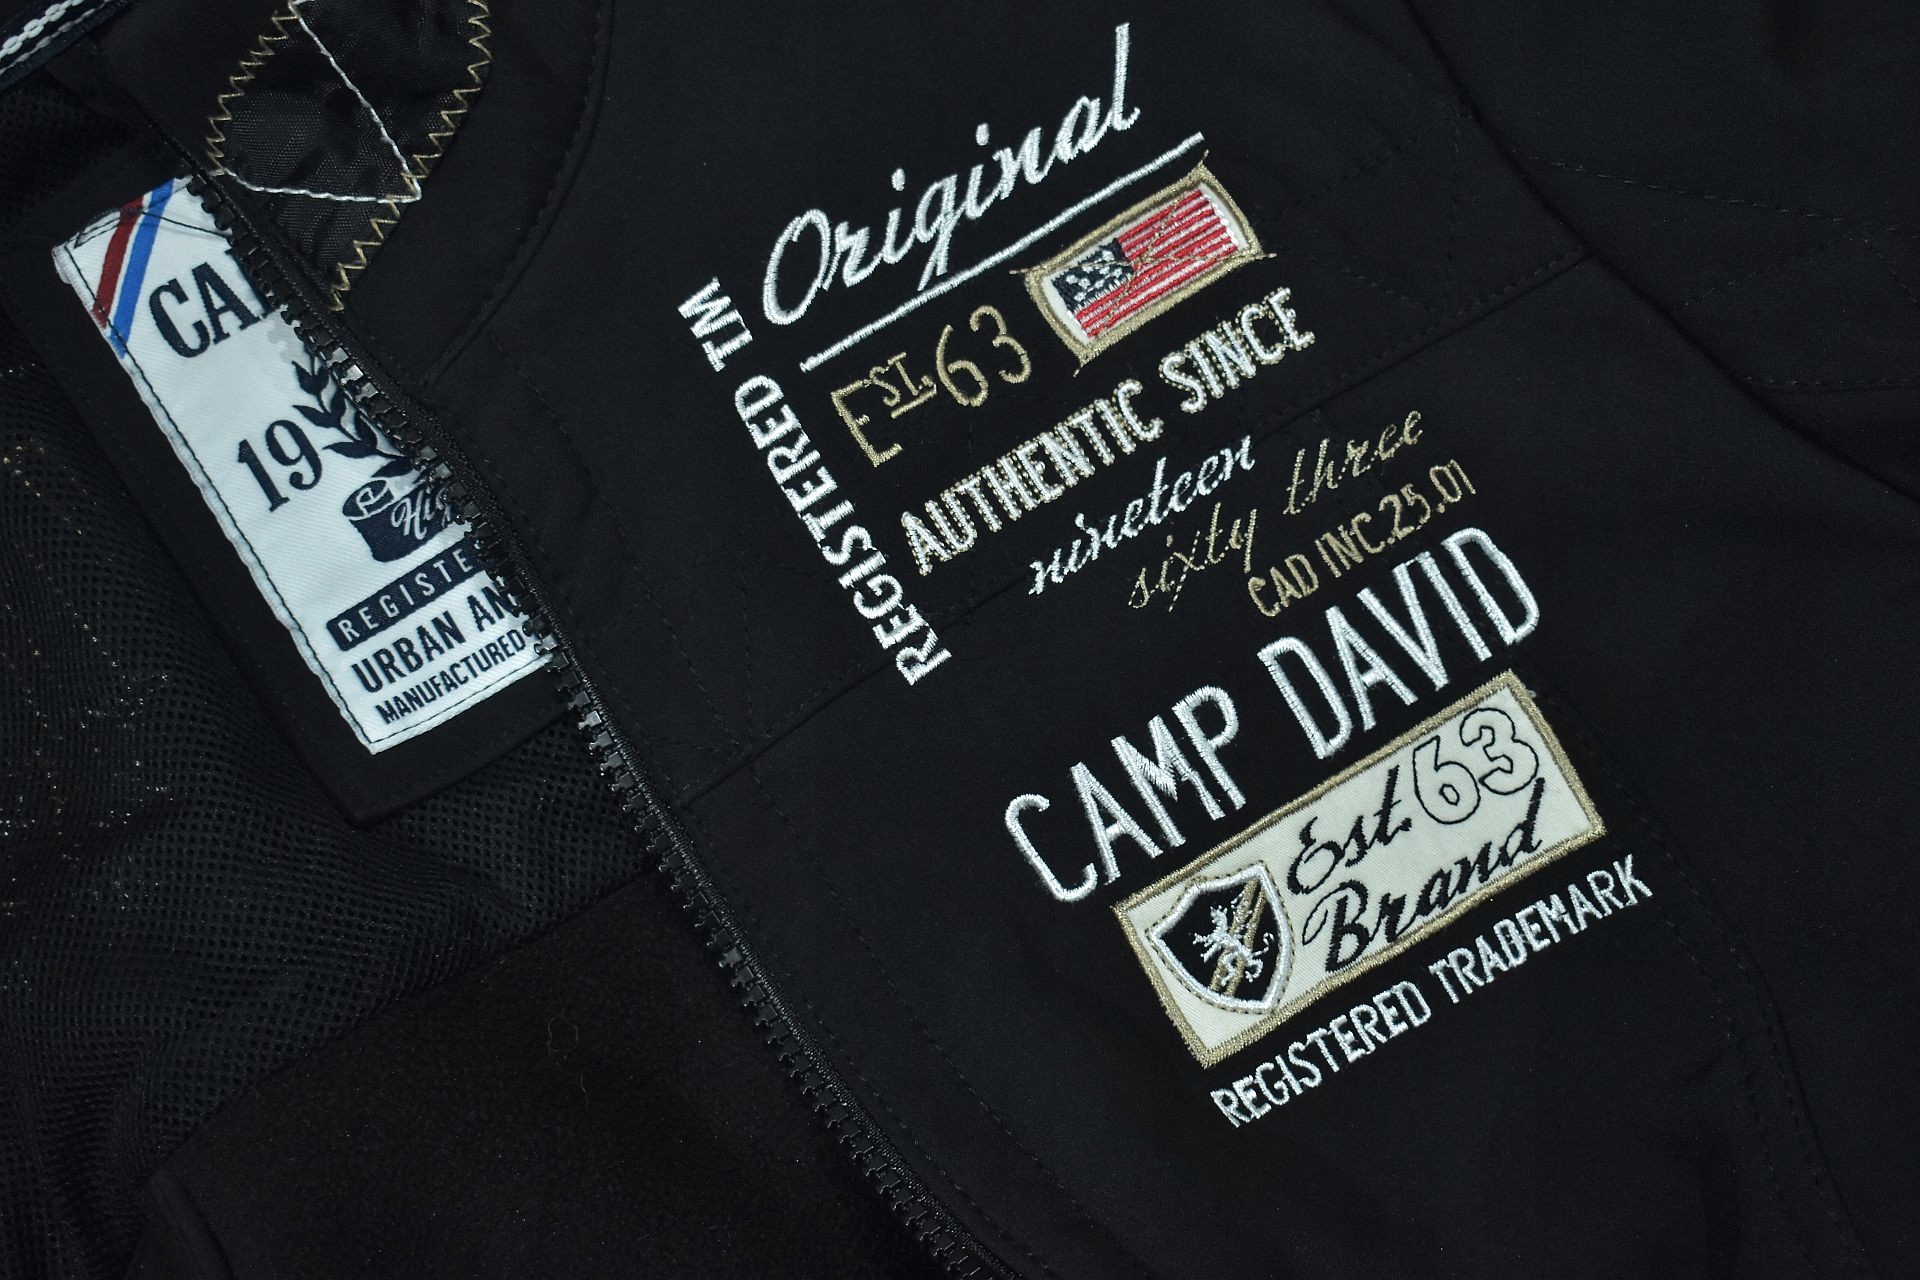 CA
19
REGISTE
URBAN AN
MANUFACTURED
REGISTERED TM
Original
EST. 63
AUTHENTIC SINCE
nineteen
sixty three
CAD INC.25.01
CAMP DAVID
Est. 63
Brand
REGISTERED TRADEMARK